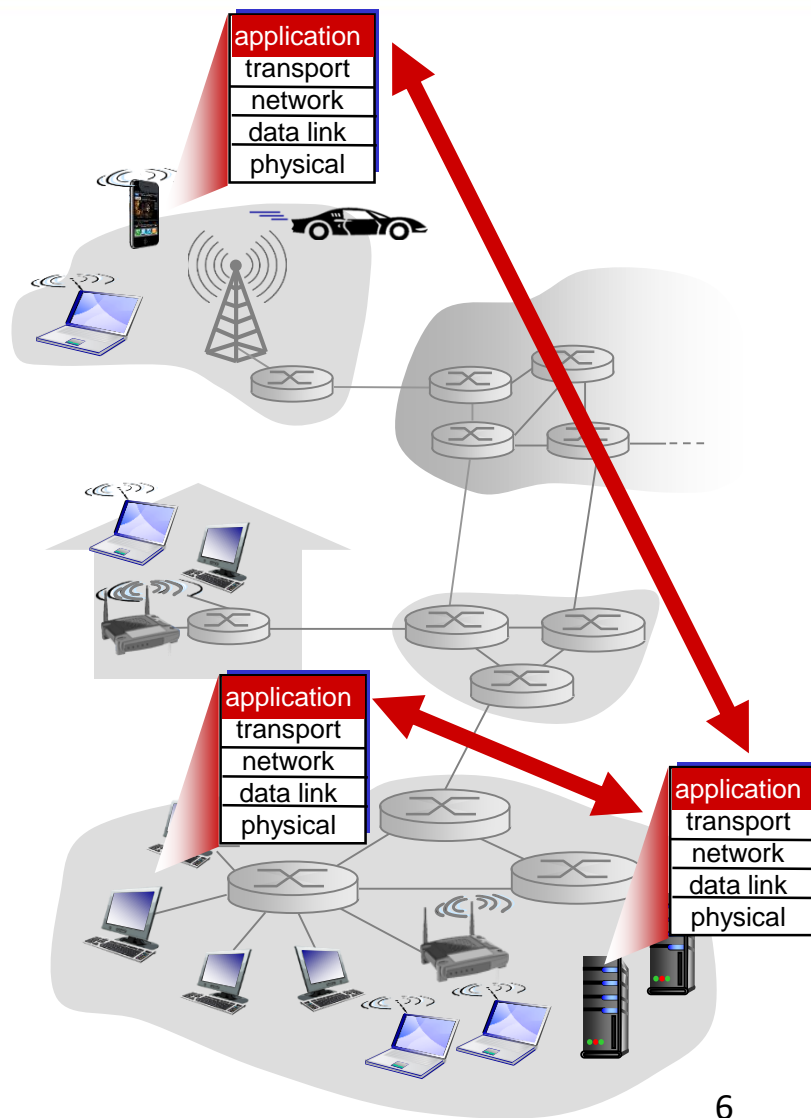 application
transport
network
data link
physical
application
transport
network
data link
physical
application
transport
network
data link
physical
6